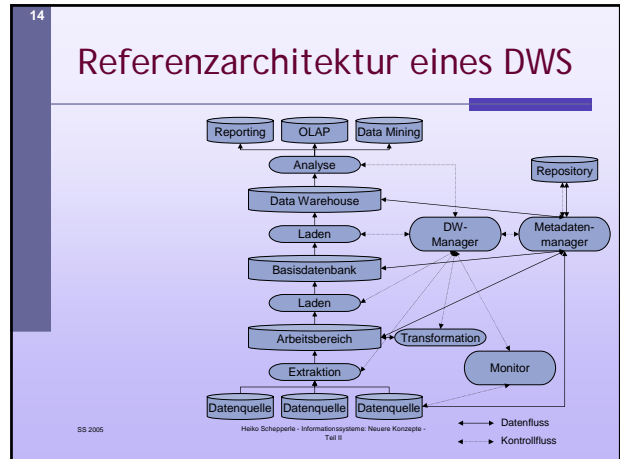 14
Referenzarchitektur eines DWS
Reporting OLAP Data Mining
Analyse
Repository
Data Warehouse
Laden
DW-
Manager
Metadaten-
manager
Basisdatenbank
Laden
Arbeitsbereich
Transformation
Extraktion
Monitor
Datenquelle Datenquelle Datenquelle
Datenfluss
Kontrollfluss
SS 2005
Heiko Schepperle - Informationssysteme: Neuere Konzepte -
Teil II